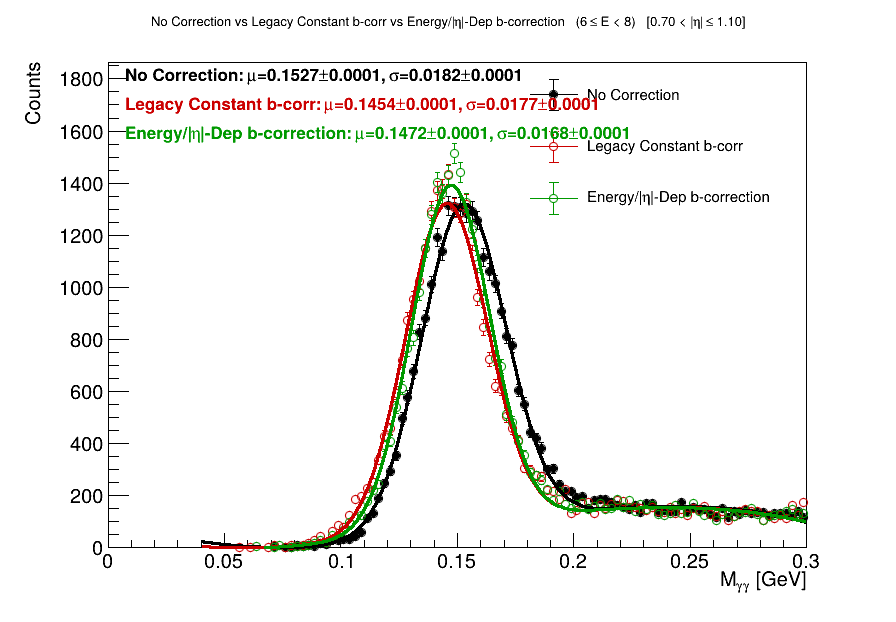 No Correction vs Legacy Constant b-corr vs Energy/|η|-Dep b-correction (6 ≤ E < 8) [0.70 < |η| ≤ 1.10]
Counts
1800
1600
1400
1200
1000
800
600
400
200
0
No Correction: μ=0.1527±0.0001, σ=0.0182±0.0001
Legacy Constant b-corr: μ=0.1454±0.0001, σ=0.0177±0.0001
Energy/|η|-Dep b-correction: μ=0.1472±0.0001, σ=0.0168±0.0001
No Correction
Legacy Constant b-corr
Energy/|η|-Dep b-correction
0 0.05 0.1 0.15 0.2 0.25 0.3
Mγγ [GeV]